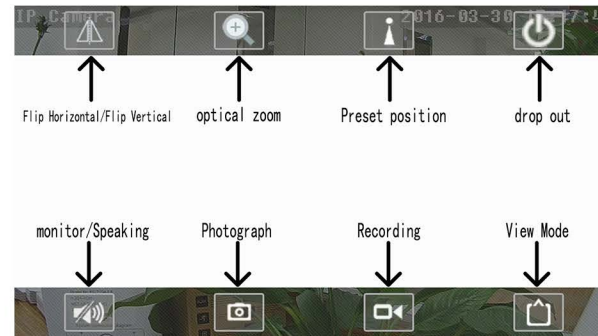 IP Camera 2016-03-30
Flip Horizontal/Flip Vertical optical zoom Preset position drop out
monitor/Speaking Photograph Recording View Mode